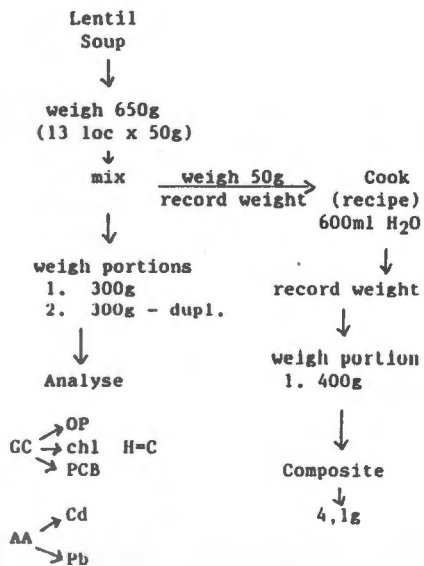 Lentil
Soup
weigh 650g
(13 loc x 50g)
mix
weigh 50g
record weight
Cook
(recipe)
600ml H2O
weigh portions
1. 300g
2. 300g - dupl.
record weight
Analyse
weigh portion
1. 400g
OP
GC chl H=C
PCB
Composite
4,1g
Cd
AA
Pb